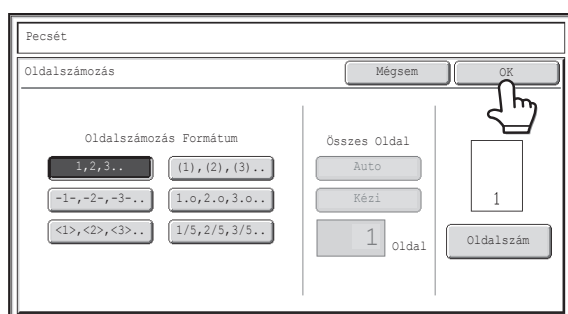 Pecsét
Oldalszámozás
Mégsem
OK
Oldalszámozás Formátum
1,2,3..
(1),(2),(3)..
-1-,-2-,-3-..
1.o,2.o,3.o..
<1>,<2>,<3>..
1/5,2/5,3/5..
Összes Oldal
Auto
Kézi
1 Oldal
1
Oldalszám